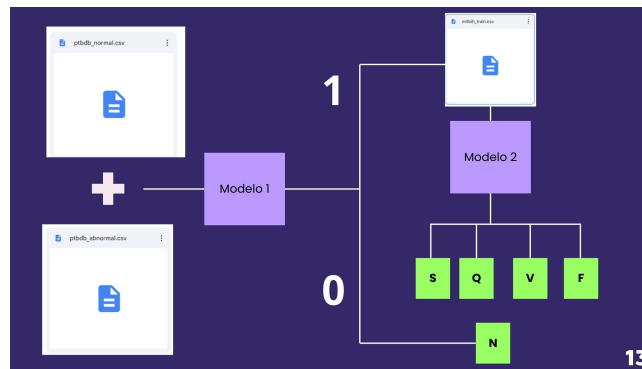 ptbdb_normal.csv
mitbih_train.csv
1
Modelo 1
Modelo 2
ptbdb_abnormal.csv
0
S Q V F
N
13